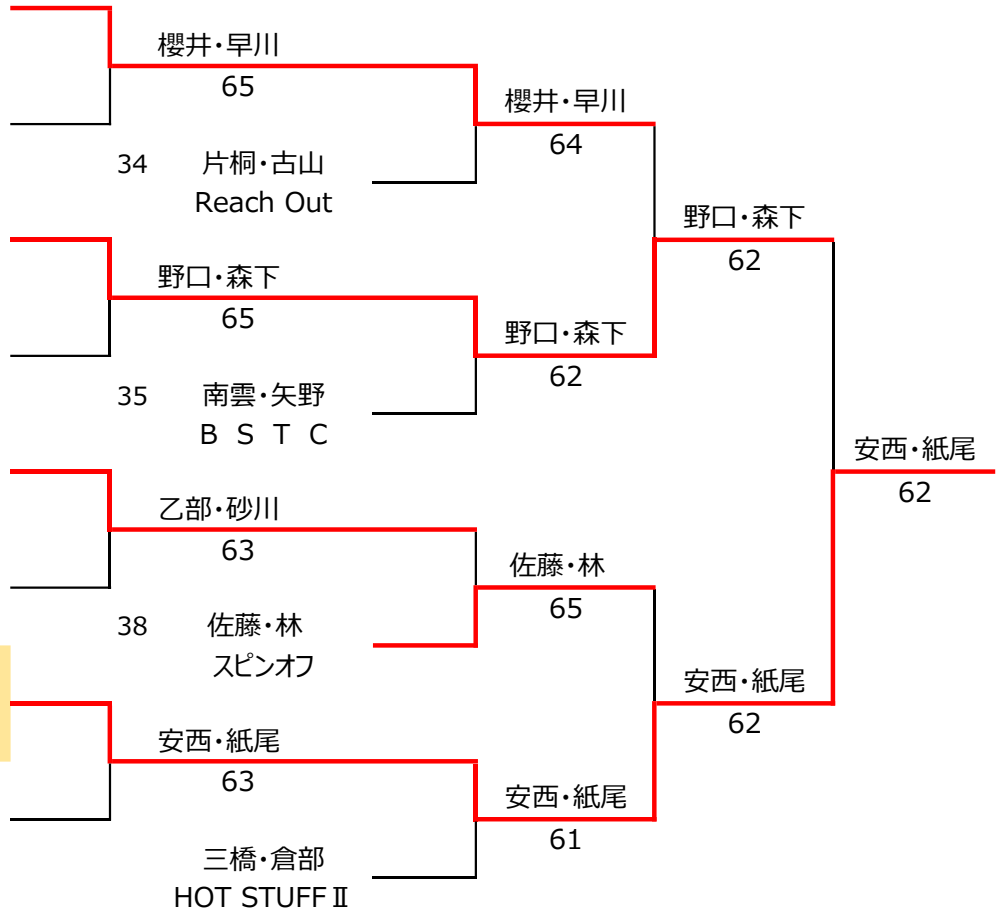 櫻井・早川
65
櫻井・早川
64
34 片桐・古山
Reach Out
野口・森下
62
野口・森下
65
野口・森下
62
35 南雲・矢野
B S T C
安西・紙尾
62
乙部・砂川
63
佐藤・林
65
38 佐藤・林
スピンオフ
安西・紙尾
62
安西・紙尾
63
安西・紙尾
61
三橋・倉部
HOT STUFFⅡ